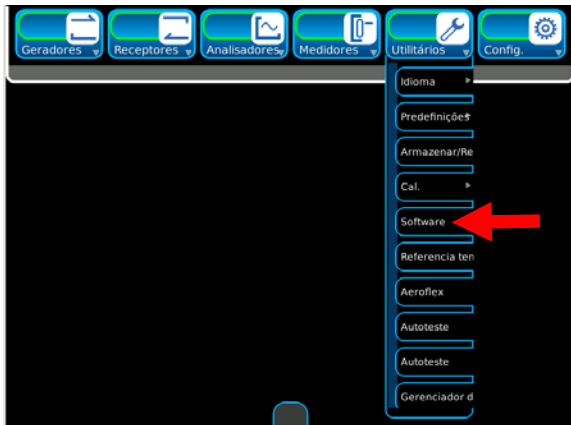 Geradores Receptores Analisadores Medidores Utilitários Config.
Idioma
Predefinições
Armazenar/Re
Cal.
Software
Referencia ten
Aeroflex
Autoteste
Autoteste
Gerenciador d